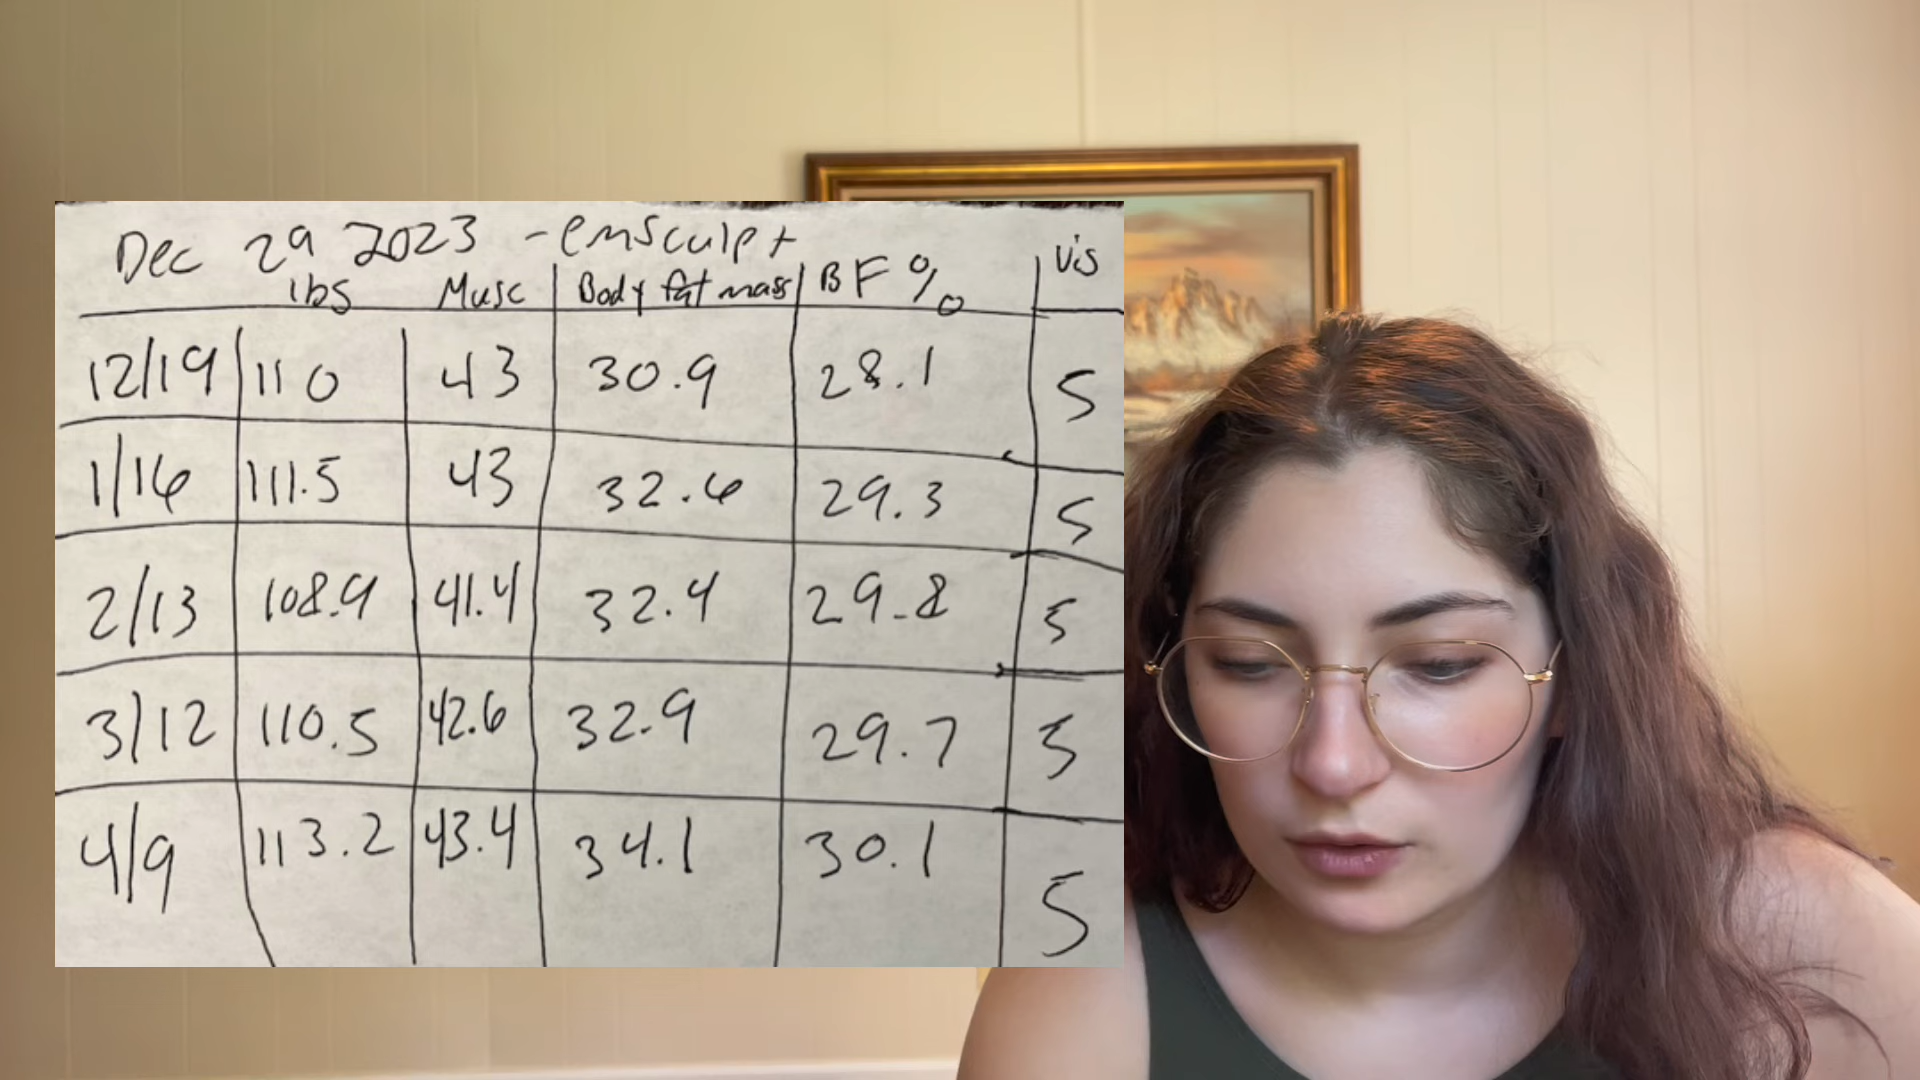 Dec 29 2023 - emsculpt
lbs Musc Body fat mass BF % Vis
12/19 110 43 30.9 28.1 5
1/16 111.5 43 32.6 29.3 5
2/13 108.9 41.4 32.4 29.8 5
3/12 110.5 42.6 32.9 29.7 5
4/9 113.2 43.4 34.1 30.1 5